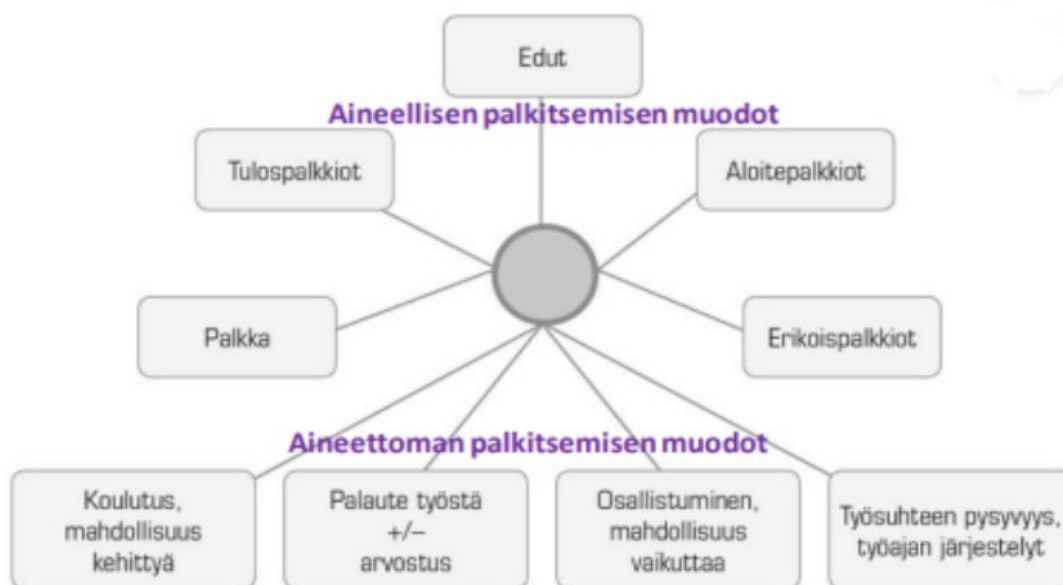 Edut
Aineellisen palkitsemisen muodot
Tulospalkkiot
Aloitepalkkiot
Palkka
Erikoispalkkiot
Aineettoman palkitsemisen muodot
Koulutus,
mahdollisuus
kehittyä
Palaute työstä
+/−
arvostus
Osallistuminen,
mahdollisuus
vaikuttaa
Työsuhteen pysyvyys,
työajan järjestelyt